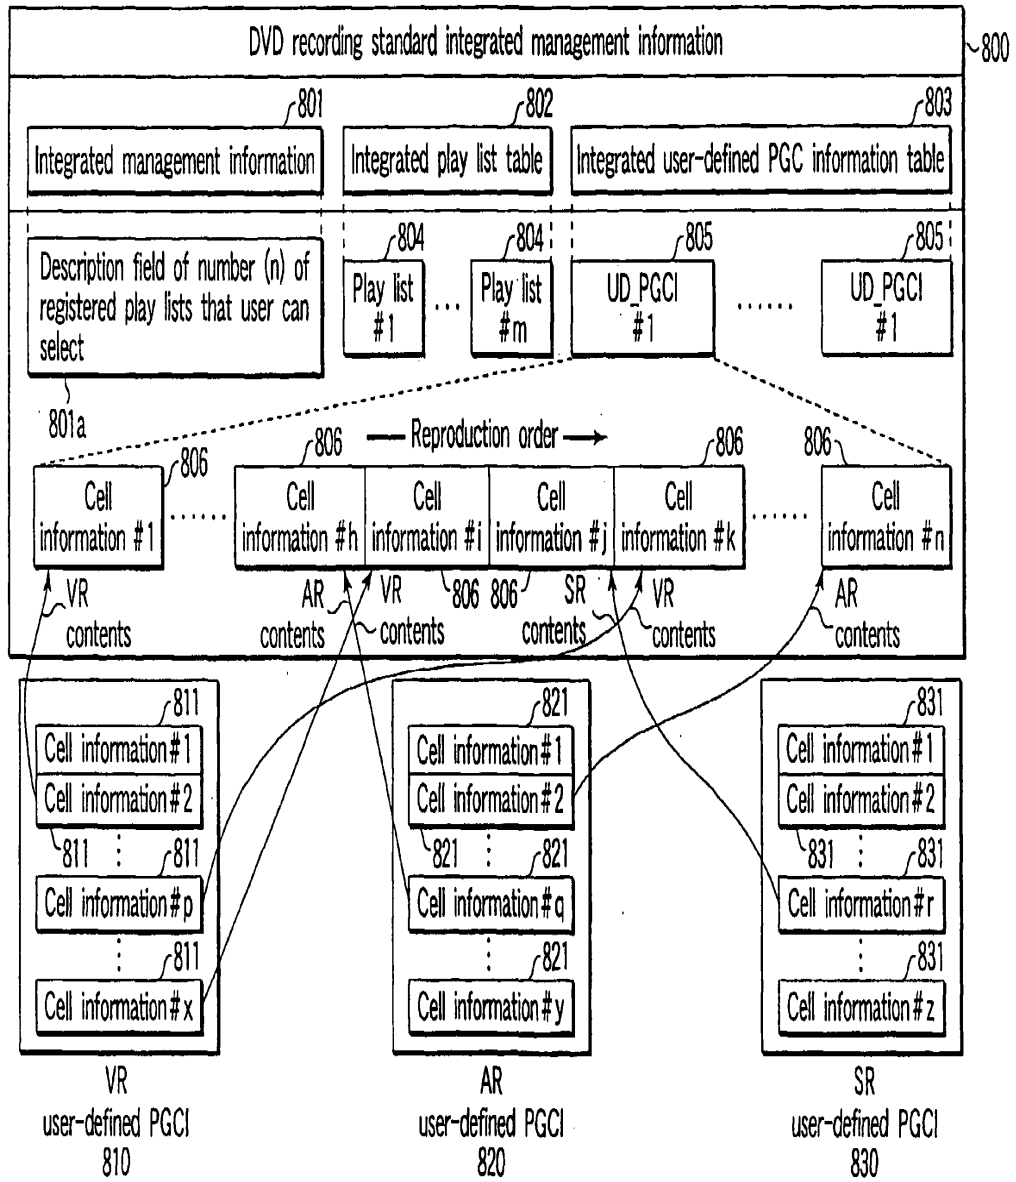 DVD recording standard integrated management information
800
801
802
803
Integrated management information
Integrated play list table
Integrated user-defined PGC information table
Description field of number (n) of
registered play lists that user can
select
801a
804
804
805
805
Play list
#1
...
Play list
#m
UD_PGCI
#1
......
UD_PGCI
#1
Reproduction order
806
806
806
806
Cell
information #1
......
Cell
information #h
Cell
information #i
Cell
information #j
Cell
information #k
......
Cell
information #n
806
806
VR
contents
AR
contents
VR
contents
SR
contents
VR
contents
AR
contents
811
Cell information#1
Cell information#2
811
811
Cell information#p
811
Cell information#x
VR
user-defined PGCI
810
821
Cell information#1
Cell information#2
821
821
Cell information#q
821
Cell information#y
AR
user-defined PGCI
820
831
Cell information#1
Cell information#2
831
831
Cell information#r
831
Cell information#z
SR
user-defined PGCI
830